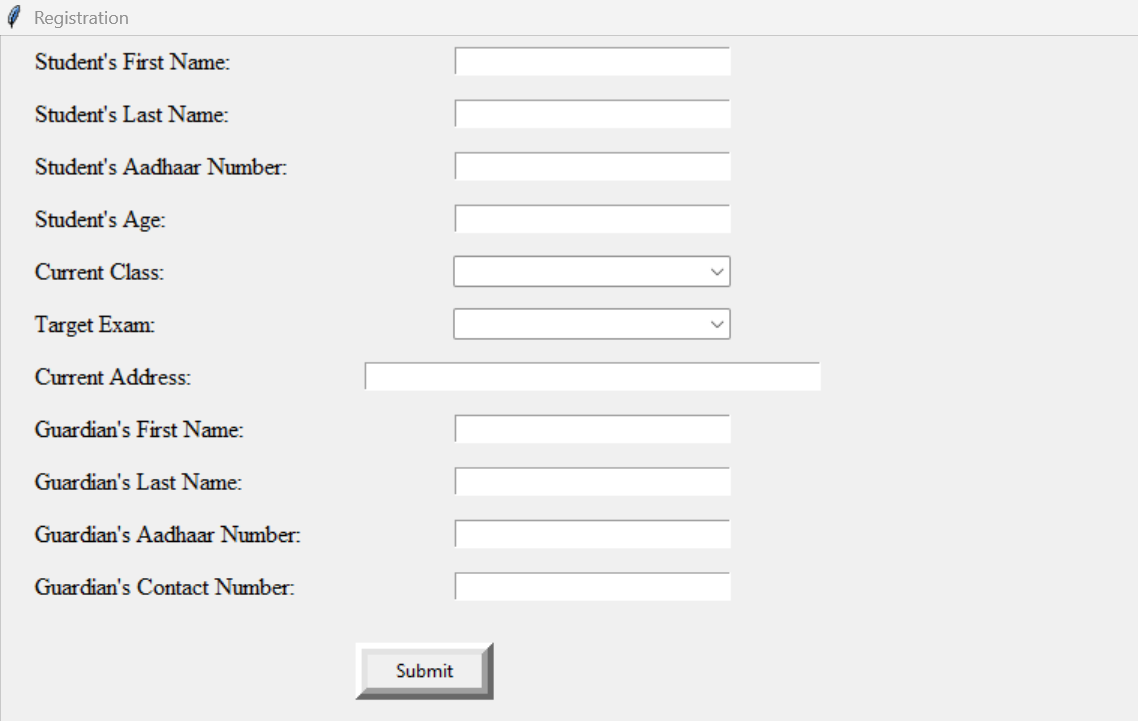 Registration
Student's First Name:
Student's Last Name:
Student's Aadhaar Number:
Student's Age:
Current Class:
Target Exam:
Current Address:
Guardian's First Name:
Guardian's Last Name:
Guardian's Aadhaar Number:
Guardian's Contact Number:
Submit